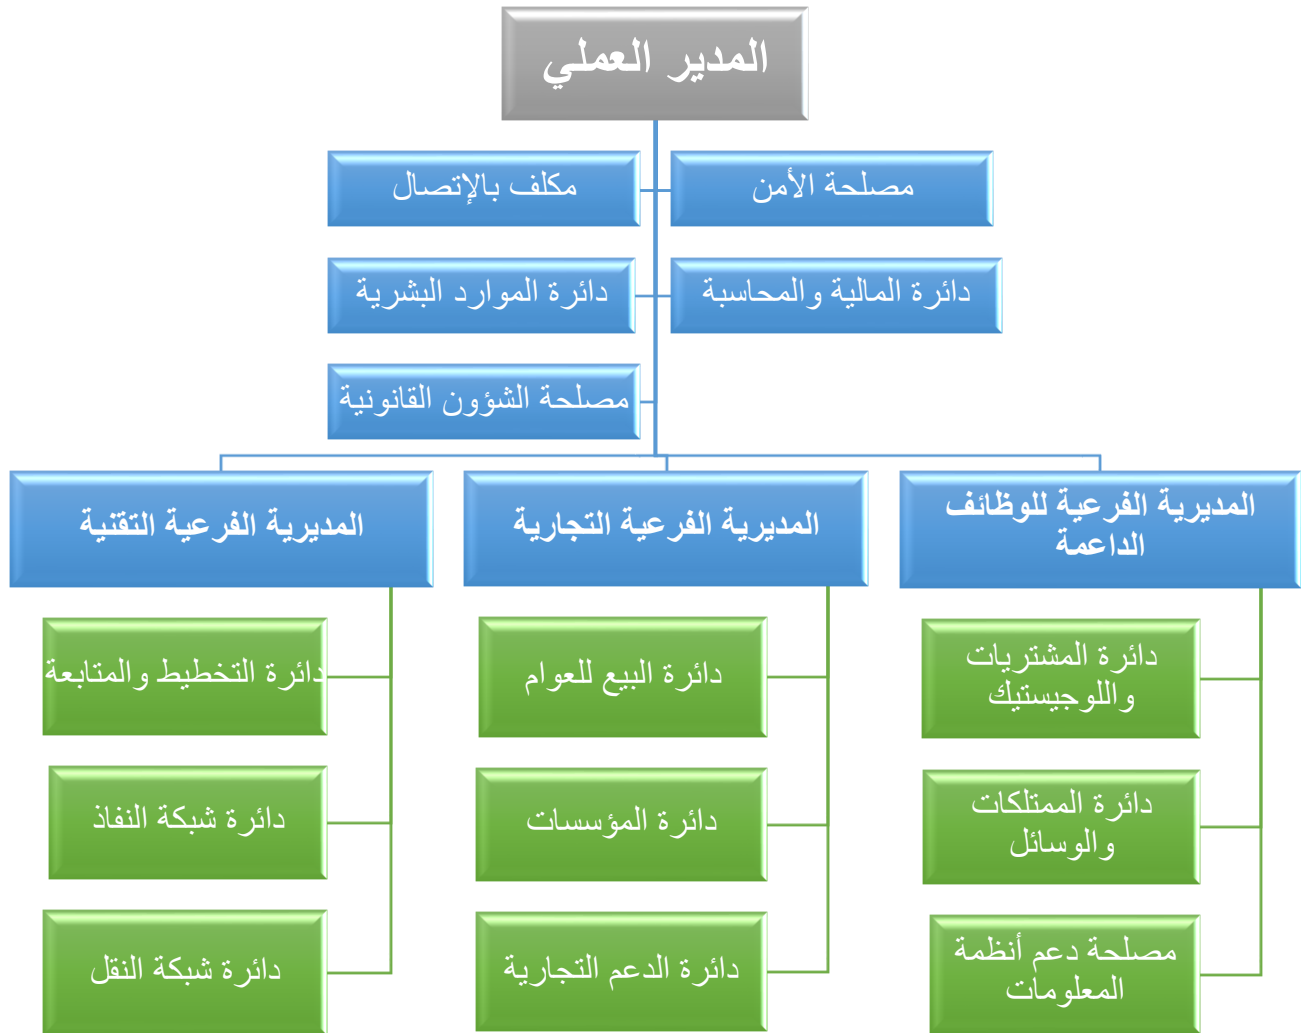 المدير العملي
مصلحة الأمن
مكلف بالإتصال
دائرة المالية والمحاسبة
دائرة الموارد البشرية
مصلحة الشؤون القانونية
المديرية الفرعية للوظائف
الداعمة
المديرية الفرعية التجارية
المديرية الفرعية التقنية
دائرة المشتريات
واللوجيستيك
دائرة البيع للعوام
دائرة التخطيط والمتابعة
دائرة الممتلكات
والوسائل
دائرة المؤسسات
دائرة شبكة النفاذ
مصلحة دعم أنظمة
المعلومات
دائرة الدعم التجارية
دائرة شبكة النقل